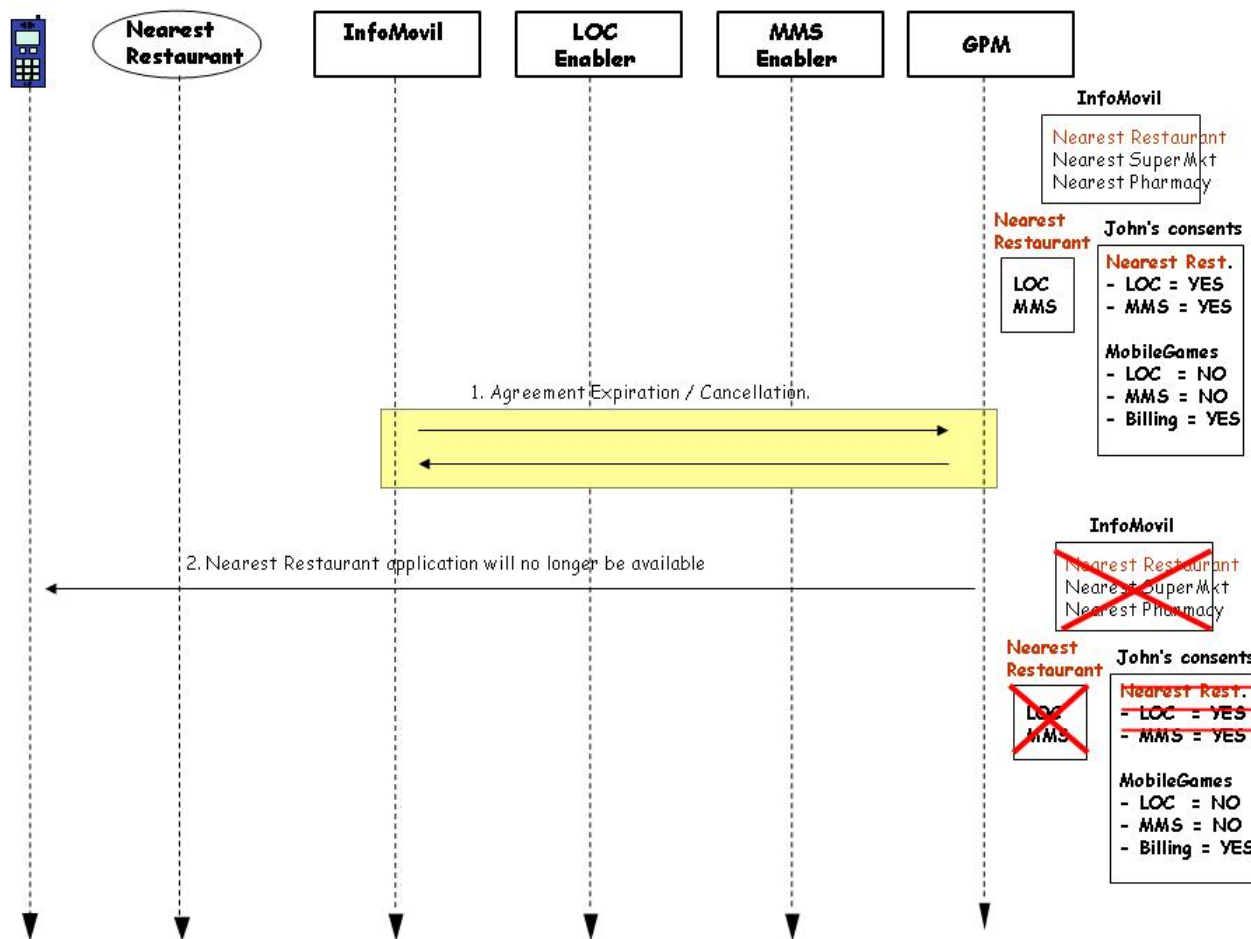 Nearest
Restaurant
InfoMovil
LOC
Enabler
MMS
Enabler
GPM
InfoMovil
Nearest Restaurant
Nearest SuperMkt
Nearest Pharmacy
Nearest
Restaurant
LOC
MMS
John's consents
Nearest Rest.
- LOC = YES
- MMS = YES
MobileGames
- LOC = NO
- MMS = NO
- Billing = YES
1. Agreement Expiration / Cancellation.
2. Nearest Restaurant application will no longer be available
InfoMovil
Nearest Restaurant
Nearest SuperMkt
Nearest Pharmacy
Nearest
Restaurant
LOC
MMS
John's consents
Nearest Rest.
- LOC = YES
- MMS = YES
MobileGames
- LOC = NO
- MMS = NO
- Billing = YES